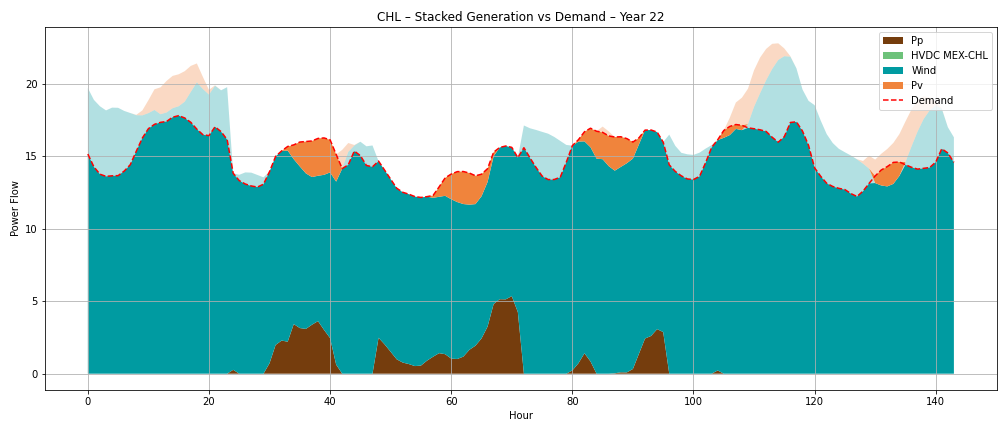 CHL – Stacked Generation vs Demand – Year 22
Pp
HVDC MEX-CHL
Wind
Pv
Demand
Power Flow
20
15
10
5
0
0 20 40 60 80 100 120 140
Hour